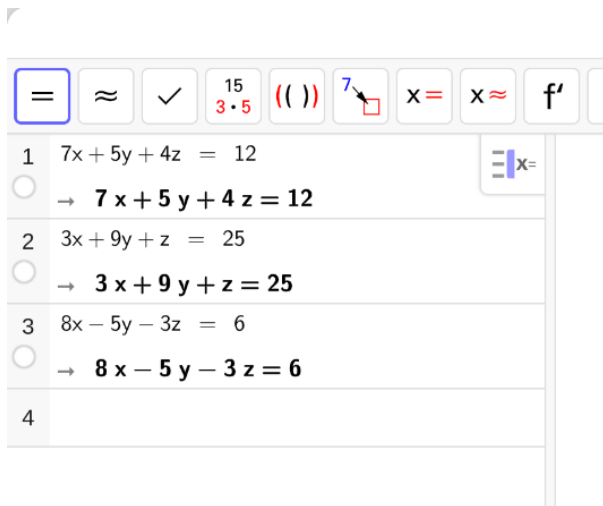 = ≈ ✓ 15 3 · 5 (( )) 7 x = x ≈ f′
1 7x + 5y + 4z = 12
→ 7 x + 5 y + 4 z = 12
x=
2 3x + 9y + z = 25
→ 3 x + 9 y + z = 25
3 8x − 5y − 3z = 6
→ 8 x − 5 y − 3 z = 6
4